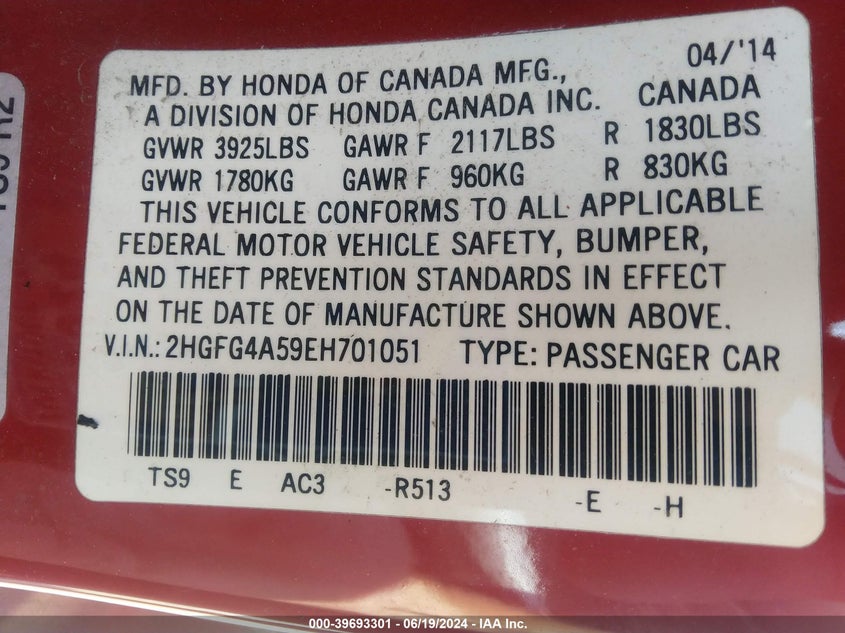 04/'14
MFD. BY HONDA OF CANADA MFG.,
A DIVISION OF HONDA CANADA INC. CANADA
GVWR 3925LBS GAWR F 2117LBS R 1830LBS
GVWR 1780KG GAWR F 960KG R 830KG
THIS VEHICLE CONFORMS TO ALL APPLICABLE
FEDERAL MOTOR VEHICLE SAFETY, BUMPER,
AND THEFT PREVENTION STANDARDS IN EFFECT
ON THE DATE OF MANUFACTURE SHOWN ABOVE.
V.I.N.: 2HGFG4A59EH701051 TYPE: PASSENGER CAR
TS9 E AC3 -R513 -E -H
000-39693301 - 06/19/2024 - IAA Inc.